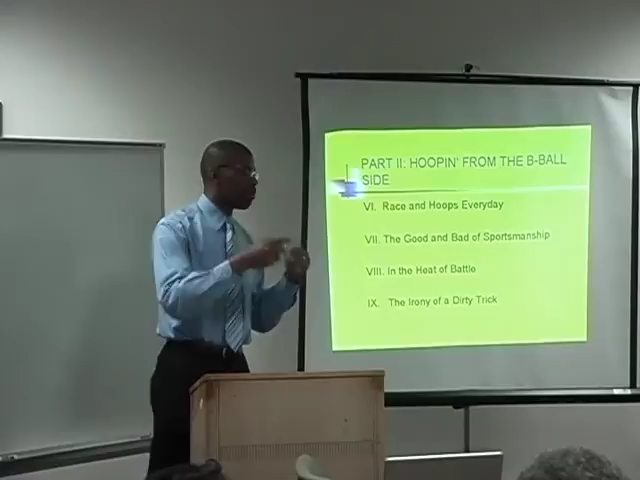 PART II: HOOPIN' FROM THE B-BALL
SIDE
VI. Race and Hoops Everyday
VII. The Good and Bad of Sportsmanship
VIII. In the Heat of Battle
IX. The Irony of a Dirty Trick